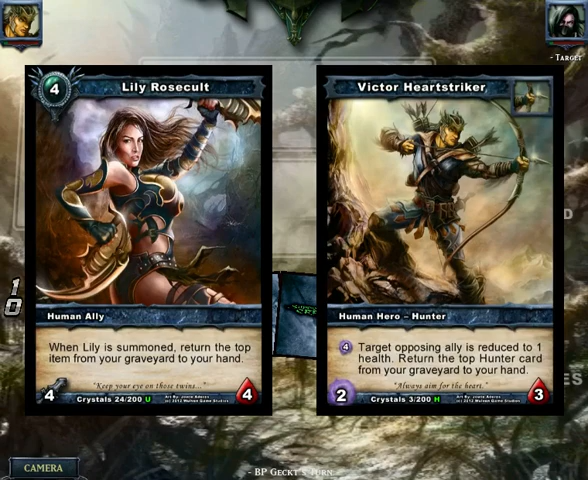 - Target
4
Lily Rosecult
Victor Heartstriker
Human Ally
Human Hero – Hunter
When Lily is summoned, return the top
item from your graveyard to your hand.
4 Target opposing ally is reduced to 1
health. Return the top Hunter card
from your graveyard to your hand.
"Keep your eye on those twins..."
"Always aim for the heart."
4
Crystals 24/200 U
4
2
Crystals 3/200 H
3
10
D
ES
CAMERA
- BP Geckt's Turn -